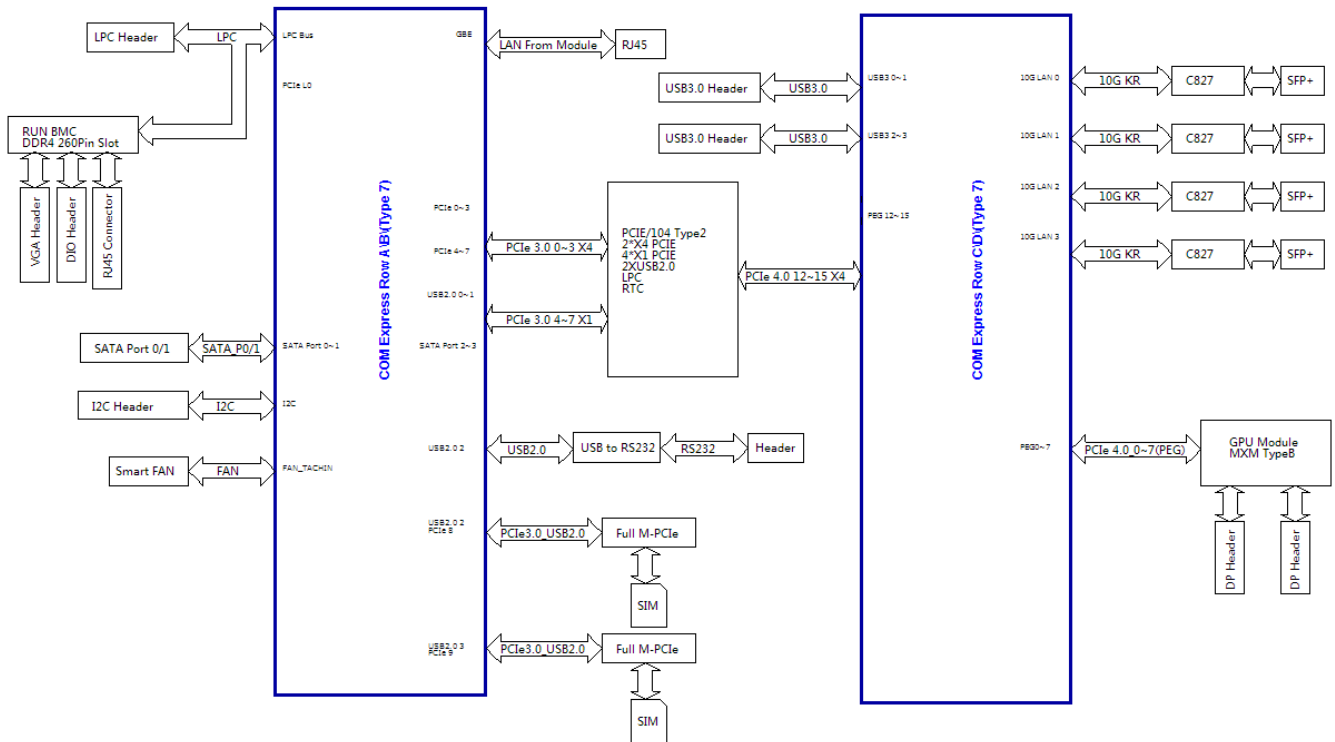 LPC Header
LPC
LPC Bus
GBE
LAN From Module
RJ45
PCIe L0
RUN BMC
DDR4 260Pin Slot
VGA Header
DIO Header
RJ45 Connector
COM Express Row A\B\(Type 7)
PCIe 0~3
PCIe 4~7
PCIe 3.0 0~3 X4
USB2.0 0~1
PCIe 3.0 4~7 X1
SATA Port 0/1
SATA_P0/1
SATA Port 0~1
SATA Port 2~3
I2C Header
I2C
I2C
Smart FAN
FAN
FAN_TACHIN
USB2.0 2
USB2.0
USB to RS232
RS232
Header
USB2.0 2
PCIe 8
PCIe3.0_USB2.0
Full M-PCIe
SIM
USB2.0 3
PCIe 9
PCIe3.0_USB2.0
Full M-PCIe
SIM
PCIE/104 Type2
2*X4 PCIE
4*X1 PCIE
2XUSB2.0
LPC
RTC
PCIe 4.0 12~15 X4
USB3.0 Header
USB3.0
USB3 0~1
USB3.0 Header
USB3.0
USB3 2~3
PEG 12~15
COM Express Row C\D\(Type 7)
10G LAN 0
10G KR
C827
SFP+
10G LAN 1
10G KR
C827
SFP+
10G LAN 2
10G KR
C827
SFP+
10G LAN 3
10G KR
C827
SFP+
PEG0~7
PCIe 4.0_0~7(PEG)
GPU Module
MXM TypeB
DP Header
DP Header